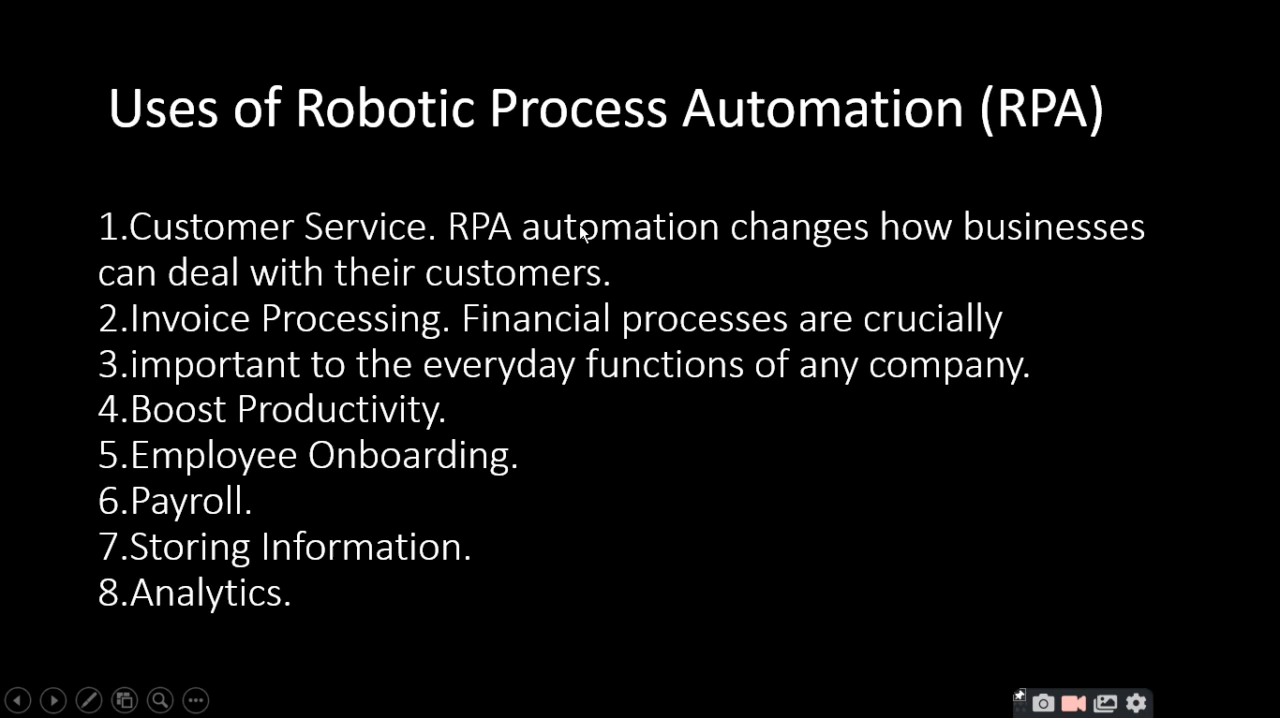 Uses of Robotic Process Automation (RPA)
1.Customer Service. RPA automation changes how businesses
can deal with their customers.
2.Invoice Processing. Financial processes are crucially
3.important to the everyday functions of any company.
4.Boost Productivity.
5.Employee Onboarding.
6.Payroll.
7.Storing Information.
8.Analytics.